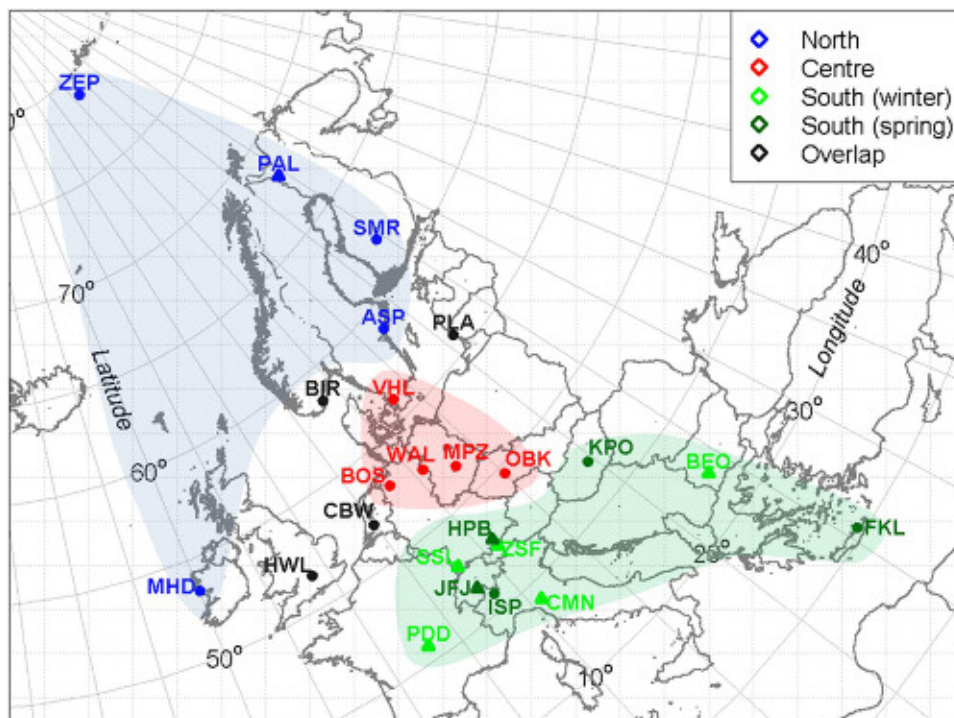 North
Centre
South (winter)
South (spring)
Overlap
ZEP
0°
PAL
SMR
40°
70°
ASP
PLA
Longitude
Latitude
BIR
VHL
30°
60°
WAL
MPZ
OBK
KPO
BEO
BOS
CBW
HPB
ZSF
FKL
SSL
25°
HWL
MHD
JFJ
ISP
CMN
PDD
50°
10°